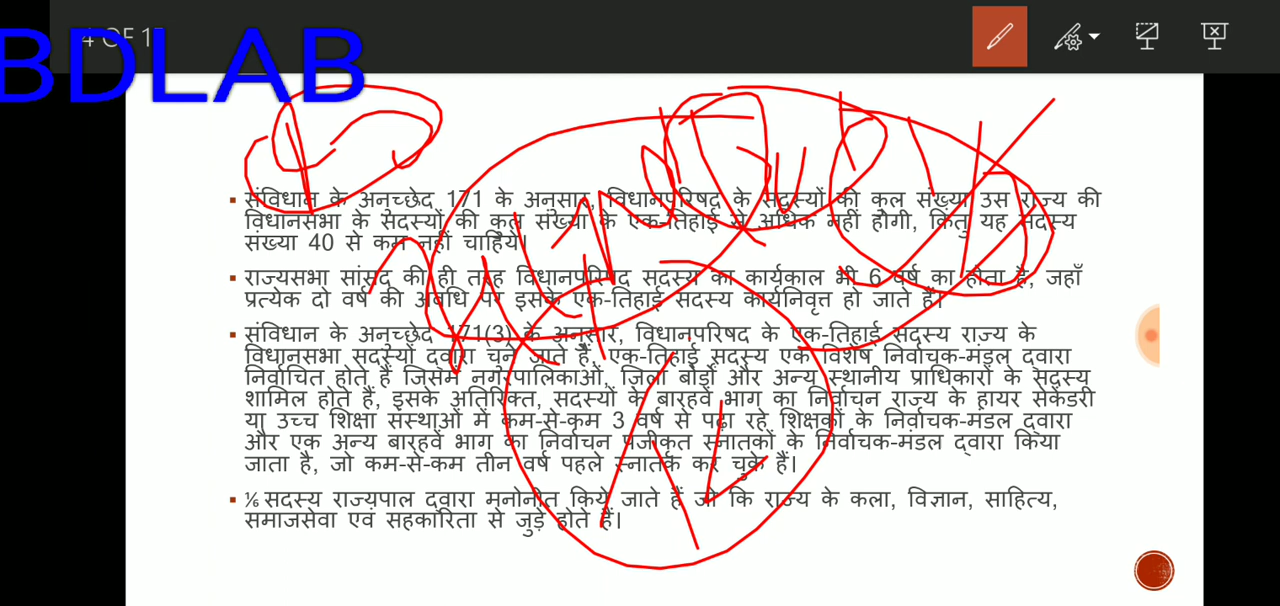 4 OF 1
BDLAB
▪ संविधान के अनुच्छेद 171 के अनुसार, विधानपरिषद के सदस्यों की कुल संख्या उस राज्य की
विधानसभा के सदस्यों की कुल संख्या के एक-तिहाई से अधिक नहीं होगी, किंतु यह सदस्य
संख्या 40 से कम नहीं चाहिये।
▪ राज्यसभा सांसद की ही तरह विधानपरिषद सदस्य का कार्यकाल भी 6 वर्ष का होता है, जहाँ
प्रत्येक दो वर्ष की अवधि पर इसके एक-तिहाई सदस्य कार्यनिवृत्त हो जाते हैं।
▪ संविधान के अनुच्छेद 171(3) के अनुसार, विधानपरिषद के एक-तिहाई सदस्य राज्य के
विधानसभा सदस्यों द्वारा चुने जाते हैं, एक-तिहाई सदस्य एक विशेष निर्वाचक-मंडल द्वारा
निर्वाचित होते हैं जिसमें नगरपालिकाओं, जिला बोर्डों और अन्य स्थानीय प्राधिकारों के सदस्य
शामिल होते हैं, इसके अतिरिक्त, सदस्यों के बारहवें भाग का निर्वाचन राज्य के हायर सेकेंडरी
या उच्च शिक्षा संस्थाओं में कम-से-कम 3 वर्ष से पढ़ा रहे शिक्षकों के निर्वाचक-मंडल द्वारा
और एक अन्य बारहवें भाग का निर्वाचन पंजीकृत स्नातकों के निर्वाचक-मंडल द्वारा किया
जाता है, जो कम-से-कम तीन वर्ष पहले स्नातक कर चुके हैं।
▪ ⅙ सदस्य राज्यपाल द्वारा मनोनीत किये जाते हैं जो कि राज्य के कला, विज्ञान, साहित्य,
समाजसेवा एवं सहकारिता से जुड़े होते हैं।